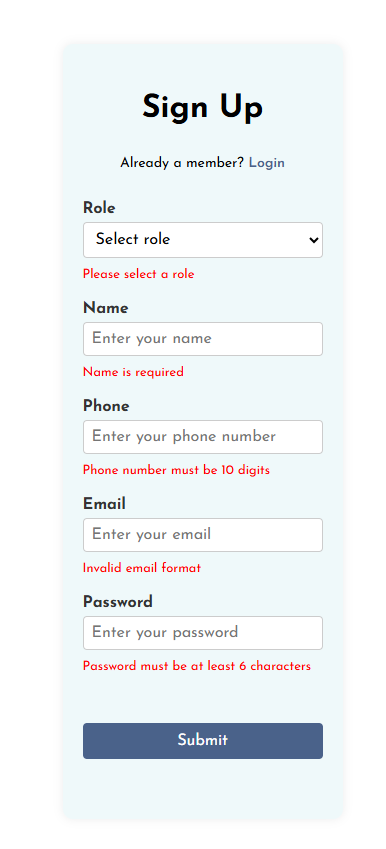 Sign Up
Already a member? Login
Role
Select role
Please select a role
Name
Enter your name
Name is required
Phone
Enter your phone number
Phone number must be 10 digits
Email
Enter your email
Invalid email format
Password
Enter your password
Password must be at least 6 characters
Submit